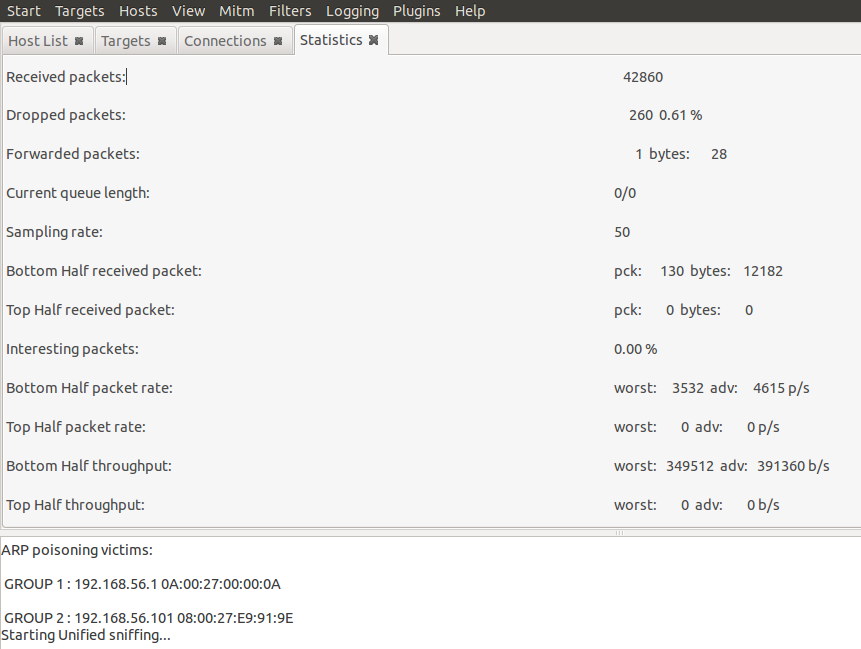 Start Targets Hosts View Mitm Filters Logging Plugins Help
Host List Targets Connections Statistics
Received packets: 42860
Dropped packets: 260 0.61 %
Forwarded packets: 1 bytes: 28
Current queue length: 0/0
Sampling rate: 50
Bottom Half received packet: pck: 130 bytes: 12182
Top Half received packet: pck: 0 bytes: 0
Interesting packets: 0.00 %
Bottom Half packet rate: worst: 3532 adv: 4615 p/s
Top Half packet rate: worst: 0 adv: 0 p/s
Bottom Half throughput: worst: 349512 adv: 391360 b/s
Top Half throughput: worst: 0 adv: 0 b/s
ARP poisoning victims:
GROUP 1 : 192.168.56.1 0A:00:27:00:00:0A
GROUP 2 : 192.168.56.101 08:00:27:E9:91:9E
Starting Unified sniffing...